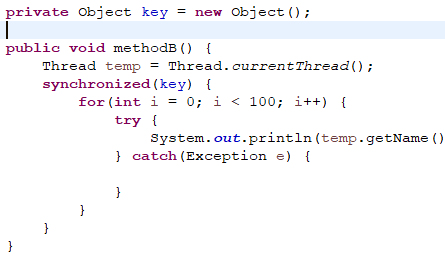 private Object key = new Object();
public void methodB() {
Thread temp = Thread.currentThread();
synchronized(key) {
for(int i = 0; i < 100; i++) {
try {
System.out.println(temp.getName()
} catch(Exception e) {
}
}
}
}